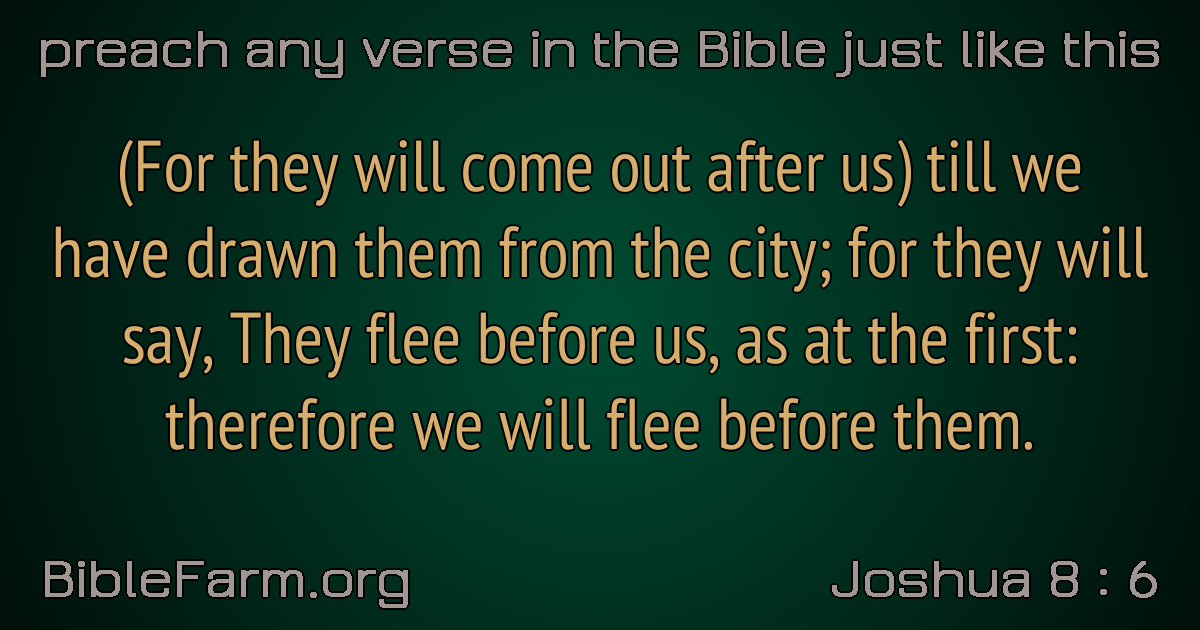 preach any verse in the Bible just like this
(For they will come out after us) till we
have drawn them from the city; for they will
say, They flee before us, as at the first:
therefore we will flee before them.
BibleFarm.org
Joshua 8 : 6